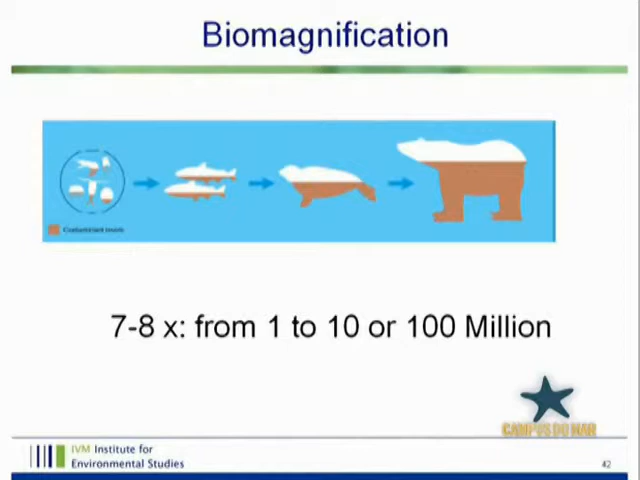 Biomagnification
Contaminant levels
7-8 x: from 1 to 10 or 100 Million
CAMPUS DO MAR
IVM Institute for
Environmental Studies
42